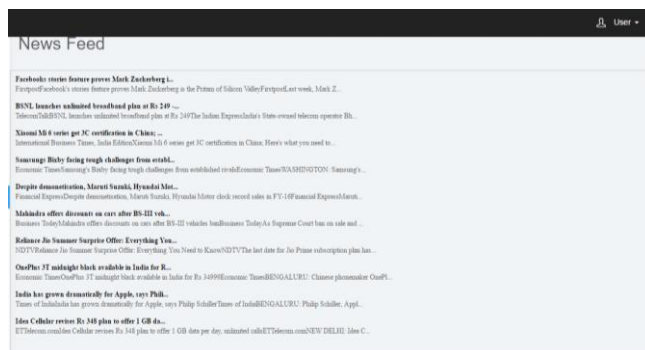 User
News Feed
Facebooks stories feature proves Mark Zuckerberg i...
FirstpostFacebook's stories feature proves Mark Zuckerberg is the Pritam of Silicon ValleyFirstpostLast week, Mark Z...
BSNL launches unlimited broadband plan at Rs 249 -...
TelecomTalkBSNL launches unlimited broadband plan at Rs 249The Indian ExpressIndia's State-owned telecom operator Bh...
Xiaomi Mi 6 series get 3C certification in China; ...
International Business Times, India EditionXiaomi Mi 6 series get 3C certification in China; Here's what you need to...
Samsungs Bixby facing tough challenges from establ...
Economic TimesSamsung's Bixby facing tough challenges from established rivalsEconomic TimesWASHINGTON: Samsung's...
Despite demonetisation, Maruti Suzuki, Hyundai Mot...
Financial ExpressDespite demonetisation, Maruti Suzuki, Hyundai Motor clock record sales in FY-16Financial ExpressMaruti...
Mahindra offers discounts on cars after BS-III veh...
Business TodayMahindra offers discounts on cars after BS-III vehicles banBusiness TodayAs Supreme Court ban on sale and ...
Reliance Jio Summer Surprise Offer: Everything You...
NDTVReliance Jio Summer Surprise Offer: Everything You Need to KnowNDTVThe last date for Jio Prime subscription plan has...
OnePlus 3T midnight black available in India for R...
Economic TimesOnePlus 3T midnight black available in India for Rs 34999Economic TimesBENGALURU: Chinese phonemaker OnePl...
India has grown dramatically for Apple, says Phili...
Times of IndiaIndia has grown dramatically for Apple, says Philip SchillerTimes of IndiaBENGALURU: Philip Schiller, Appl...
Idea Cellular revises Rs 348 plan to offer 1 GB da...
ETTelecom.comIdea Cellular revises Rs 348 plan to offer 1 GB data per day, unlimited callsETTelecom.comNEW DELHI: Idea C...